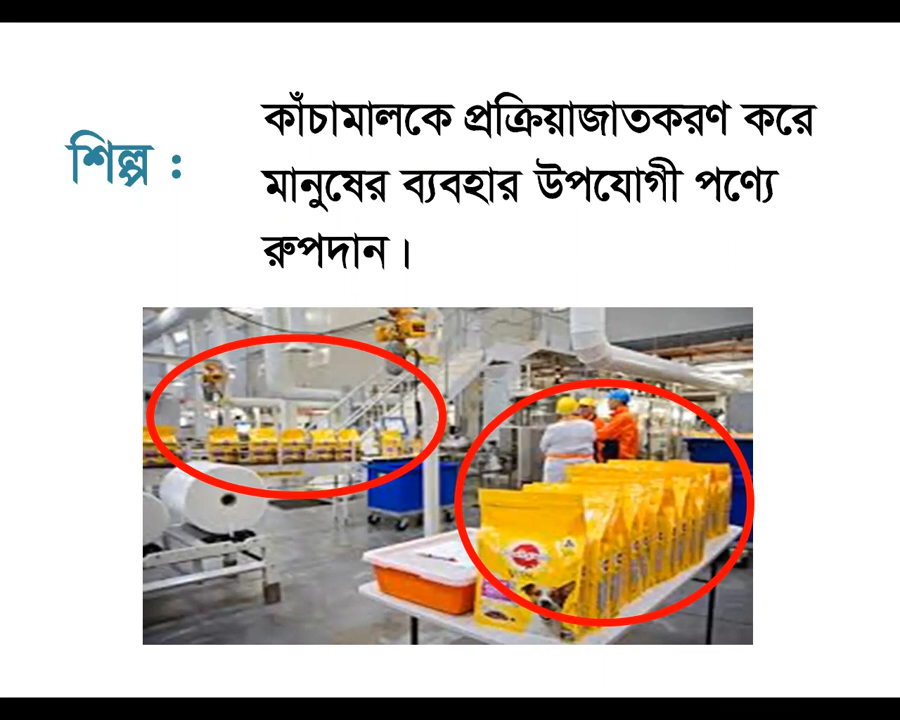 শিল্প :
কাঁচামালকে প্রক্রিয়াজাতকরণ করে
মানুষের ব্যবহার উপযোগী পণ্যে
রুপদান।